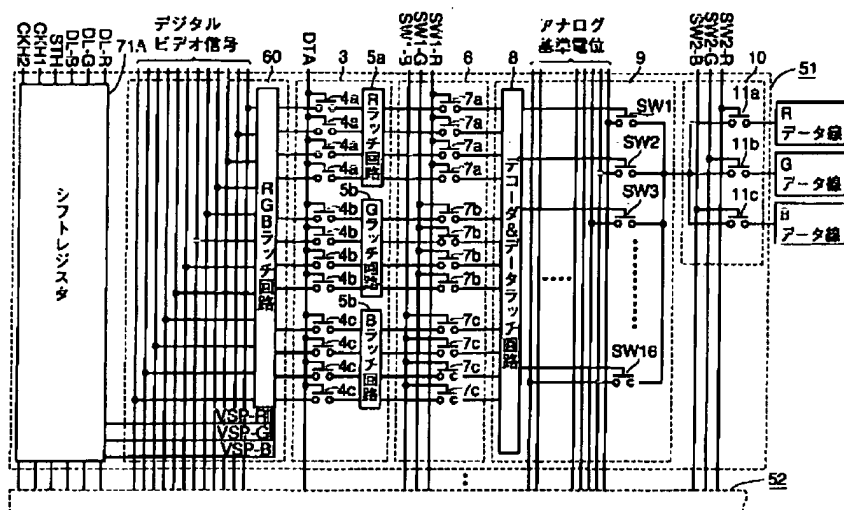 CKH2
CKH1
STH
DL-B
DL-G
DL-R
71A
デジタル
ビデオ信号
60
DTA
3
5a
SW1-B
SW1-G
SW1-R
6
8
アナログ
基準電位
9
SW2-B
SW2-G
SW2-R
10
51
シフトレジスタ
RGBラッチ回路
4a
4a
4a
4a
Rラッチ回路
7a
7a
7a
7a
5b
4b
4b
4b
4b
Gラッチ回路
7b
7b
7b
7b
5b
4c
4c
4c
4c
Bラッチ回路
7c
7c
7c
7c
デコーダ&データラッチ回路
SW1
SW2
SW3
SW16
11a
11b
11c
R
データ線
G
データ線
B
データ線
VSP-R
VSP-G
VSP-B
52